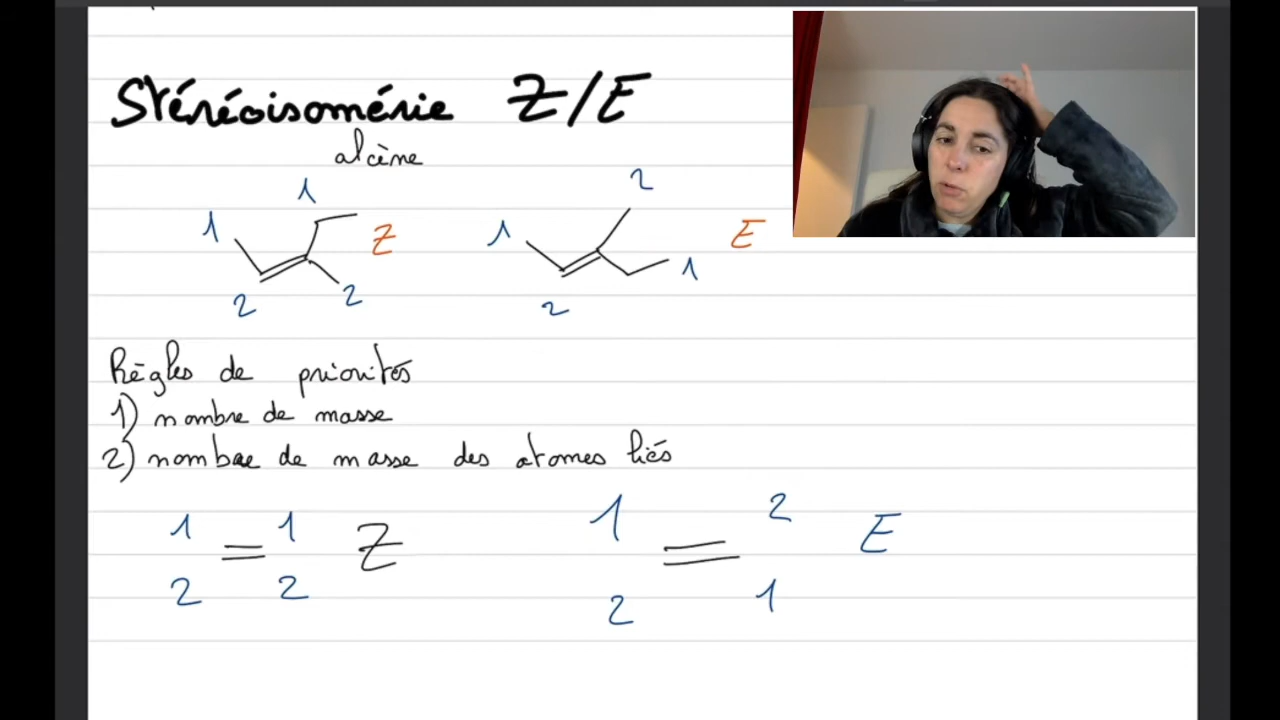 Stéréoisomérie Z/E
alcène
1 2
1 Z 1 E
2 2 2 1
Règles de priorités
1) nombre de masse
2) nombre de masse des atomes liés
1 = 1 Z 1 = 2 E
2 2 2 1